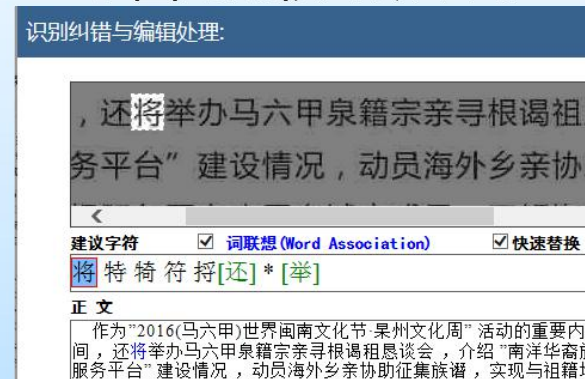 识别纠错与编辑处理:
，还将举办马六甲泉籍宗亲寻根谒祖
务平台” 建设情况，动员海外乡亲协
建议字符 词联想(Word Association) 快速替换
将 特 犄 符 捋[还] * [举]
正 文
作为”2016(马六甲)世界闽南文化节·果州文化周” 活动的重要内
间，还将举办马六甲泉籍宗亲寻根谒祖恳谈会，介绍 ”南洋华裔
服务平台” 建设情况，动员海外乡亲协助征集族谱，实现与祖籍